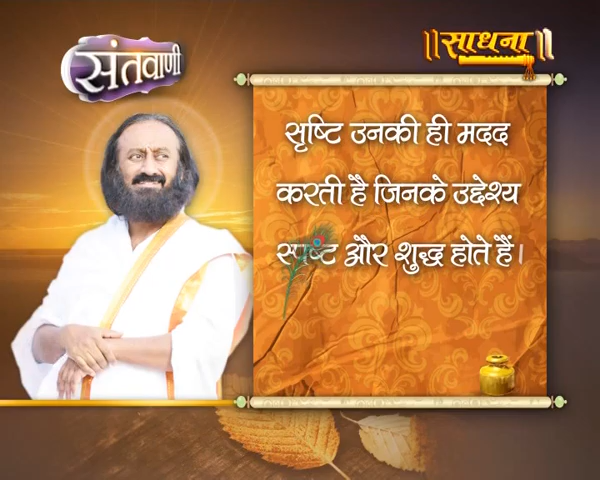 संतवाणी
॥साधना॥
सृष्टि उनकी ही मदद
करती है जिनके उद्देश्य
स्पष्ट और शुद्ध होते हैं।